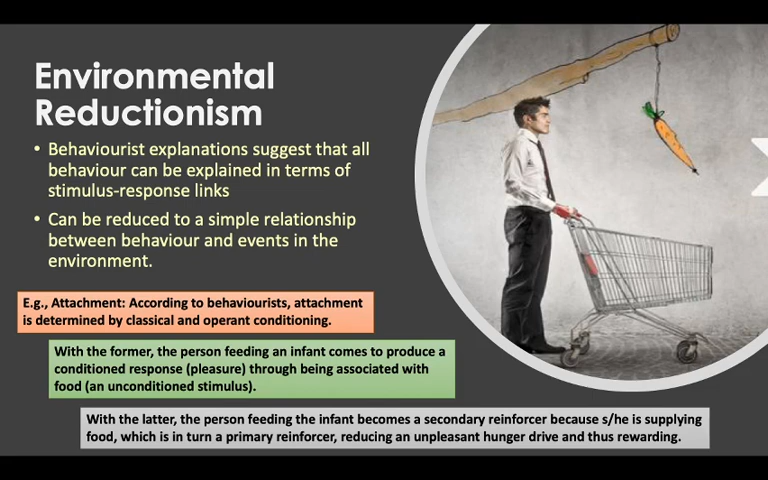 Environmental
Reductionism
• Behaviourist explanations suggest that all
behaviour can be explained in terms of
stimulus-response links
• Can be reduced to a simple relationship
between behaviour and events in the
environment.
E.g., Attachment: According to behaviourists, attachment
is determined by classical and operant conditioning.
With the former, the person feeding an infant comes to produce a
conditioned response (pleasure) through being associated with
food (an unconditioned stimulus).
With the latter, the person feeding the infant becomes a secondary reinforcer because s/he is supplying
food, which is in turn a primary reinforcer, reducing an unpleasant hunger drive and thus rewarding.